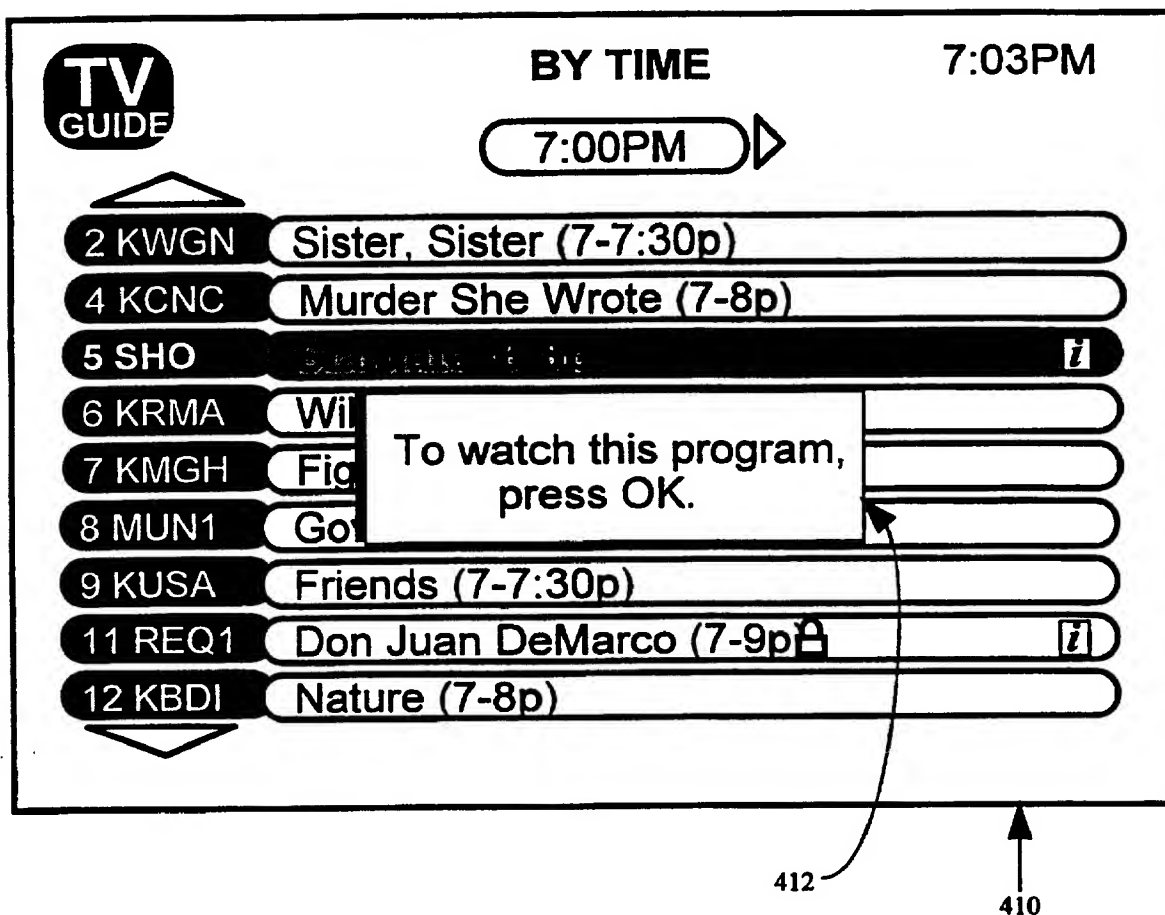 TV
GUIDE
BY TIME
7:03PM
7:00PM
2 KWGN Sister, Sister (7-7:30p)
4 KCNC Murder She Wrote (7-8p)
5 SHO i
6 KRMA Wil
7 KMGH Fig
8 MUN1
To watch this program,
press OK.
9 KUSA Friends (7-7:30p)
11 REQ1 Don Juan DeMarco (7-9p i
12 KBDI Nature (7-8p)
412
410